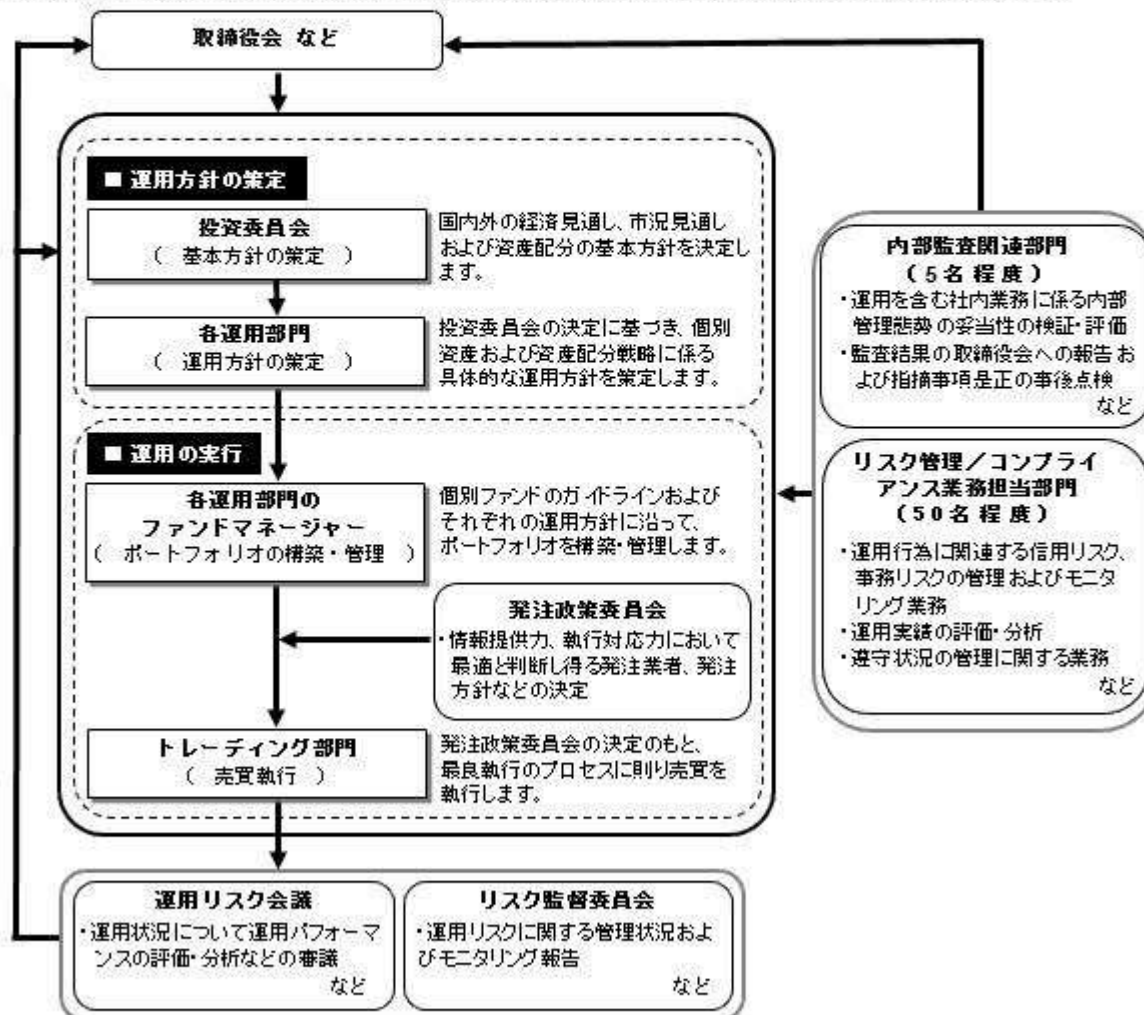 取締役会 など
■ 運用方針の策定
投資委員会
( 基本方針の策定 )
国内外の経済見通し、市況見通し
および資産配分の基本方針を決定し
ます。
各運用部門
( 運用方針の策定 )
投資委員会の決定に基づき、個別
資産および資産配分戦略に係る
具体的な運用方針を策定します。
■ 運用の実行
各運用部門の
ファンドマネージャー
( ポートフォリオの構築・管理 )
個別ファンドのガイドラインおよび
それぞれの運用方針に沿って、
ポートフォリオを構築・管理します。
発注政策委員会
・情報提供力、執行対応力において
最適と判断し得る発注業者、発注
方針などの決定
トレーディング部門
( 売買執行 )
発注政策委員会の決定のもと、
最良執行のプロセスに則り売買を
執行します。
運用リスク会議
・運用状況について運用パフォーマ
ンスの評価・分析などの審議
など
リスク監督委員会
・運用リスクに関する管理状況およ
びモニタリング報告
など
内部監査関連部門
(5名程度)
・運用を含む社内業務に係る内部
管理態勢の妥当性の検証・評価
・監査結果の取締役会への報告お
よび指摘事項是正の事後点検
など
リスク管理/コンプライ
アンス業務担当部門
(50名程度)
・運用行為に関連する信用リスク、
事務リスクの管理およびモニタ
リング業務
・運用実績の評価・分析
・遵守状況の管理に関する業務
など